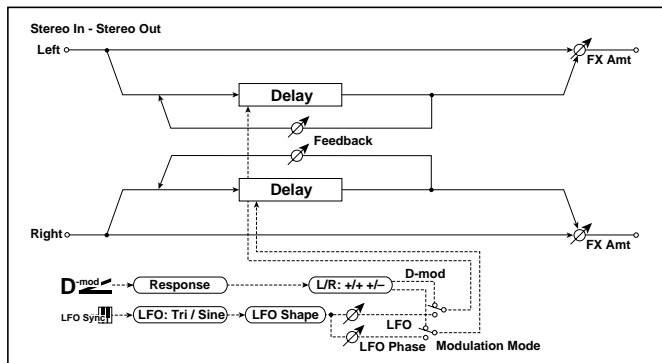 Stereo In - Stereo Out
Left
FX Amt
Delay
Feedback
Delay
Right
FX Amt
D-mod
Response
L/R: +/+ +/–
D-mod
LFO Sync
LFO: Tri / Sine
LFO Shape
LFO
LFO Phase
Modulation Mode